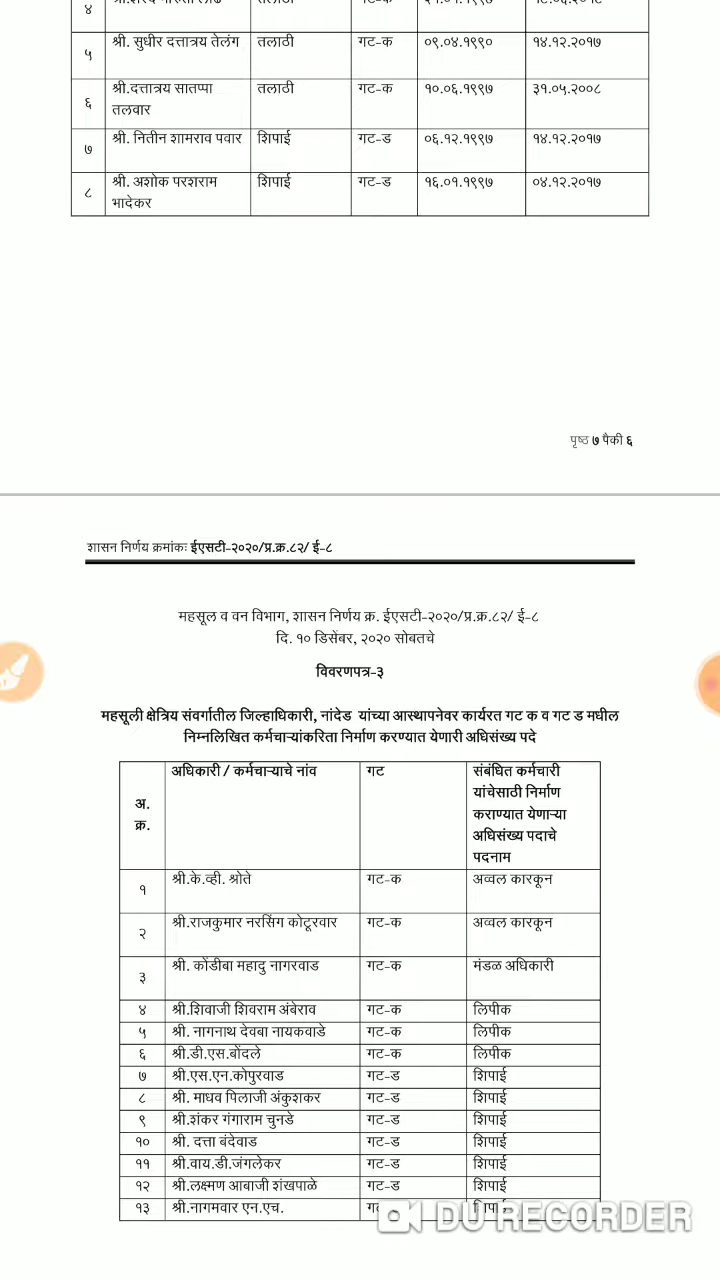 ४ तलाठी गट-क
५ श्री. सुधीर दत्तात्रय तेलंग तलाठी गट-क ०९.०४.१९९० १४.१२.२०१७
६ श्री.दत्तात्रय सातप्पा तलाठी गट-क १०.०६.१९९७ ३१.०५.२००८
तलवार
७ श्री. नितीन शामराव पवार शिपाई गट-ड ०६.१२.१९९७ १४.१२.२०१७
८ श्री. अशोक परशराम शिपाई गट-ड १६.०१.१९९७ ०४.१२.२०१७
भादेकर
पृष्ठ ७ पैकी ६
शासन निर्णय क्रमांकः ईएसटी-२०२०/प्र.क्र.८२/ ई-८
महसूल व वन विभाग, शासन निर्णय क्र. ईएसटी-२०२०/प्र.क्र.८२/ ई-८
दि. १० डिसेंबर, २०२० सोबतचे
विवरणपत्र-३
महसूली क्षेत्रिय संवर्गातील जिल्हाधिकारी, नांदेड यांच्या आस्थापनेवर कार्यरत गट क व गट ड मधील
निम्नलिखित कर्मचाऱ्यांकरिता निर्माण करण्यात येणारी अधिसंख्य पदे
अ.
क्र.
अधिकारी / कर्मचाऱ्याचे नांव
गट
संबंधित कर्मचारी
यांचेसाठी निर्माण
कराण्यात येणाऱ्या
अधिसंख्य पदाचे
पदनाम
१ श्री.के.व्ही. श्रोते गट-क अव्वल कारकून
२ श्री.राजकुमार नरसिंग कोटूरवार गट-क अव्वल कारकून
३ श्री. कोंडीबा महादु नागरवाड गट-क मंडळ अधिकारी
४ श्री.शिवाजी शिवराम अंबेराव गट-क लिपीक
५ श्री. नागनाथ देवबा नायकवाडे गट-क लिपीक
६ श्री.डी.एस.बोंदले गट-क लिपीक
७ श्री.एस.एन.कोपुरवाड गट-ड शिपाई
८ श्री. माधव पिलाजी अंकुशकर गट-ड शिपाई
९ श्री.शंकर गंगाराम चुनडे गट-ड शिपाई
१० श्री. दत्ता बंदेवाड गट-ड शिपाई
११ श्री.वाय.डी.जंगलेकर गट-ड शिपाई
१२ श्री.लक्ष्मण आबाजी शंखपाळे गट-ड शिपाई
१३ श्री.नागमवार एन.एच.
DU RECORDER